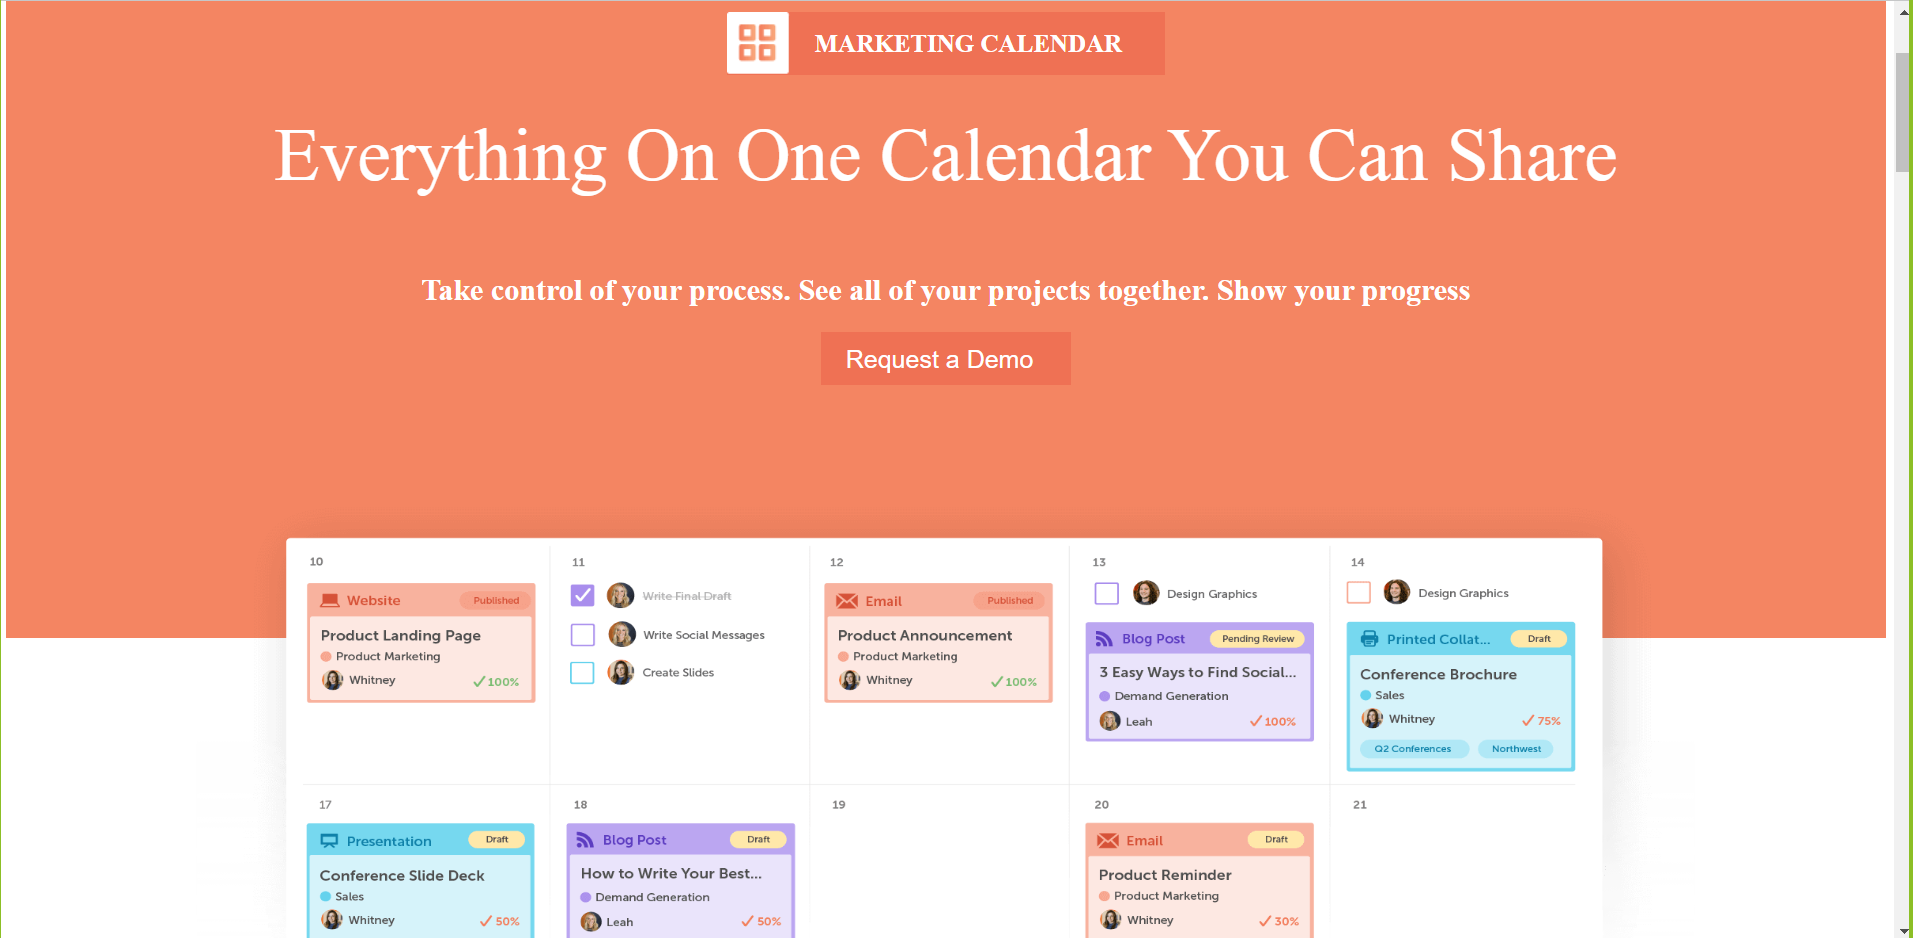 MARKETING CALENDAR
Everything On One Calendar You Can Share
Take control of your process. See all of your projects together. Show your progress
Request a Demo
10
Website
Published
Product Landing Page
Product Marketing
Whitney
100%
11
Write Final Draft
Write Social Messages
Create Slides
12
Email
Published
Product Announcement
Product Marketing
Whitney
100%
13
Design Graphics
Blog Post
Pending Review
3 Easy Ways to Find Social...
Demand Generation
Leah
100%
14
Design Graphics
Printed Collat...
Draft
Conference Brochure
Sales
Whitney
75%
Q2 Conferences
Northwest
17
Presentation
Draft
Conference Slide Deck
Sales
Whitney
50%
18
Blog Post
Draft
How to Write Your Best...
Demand Generation
Leah
50%
19
20
Email
Draft
Product Reminder
Product Marketing
Whitney
30%
21